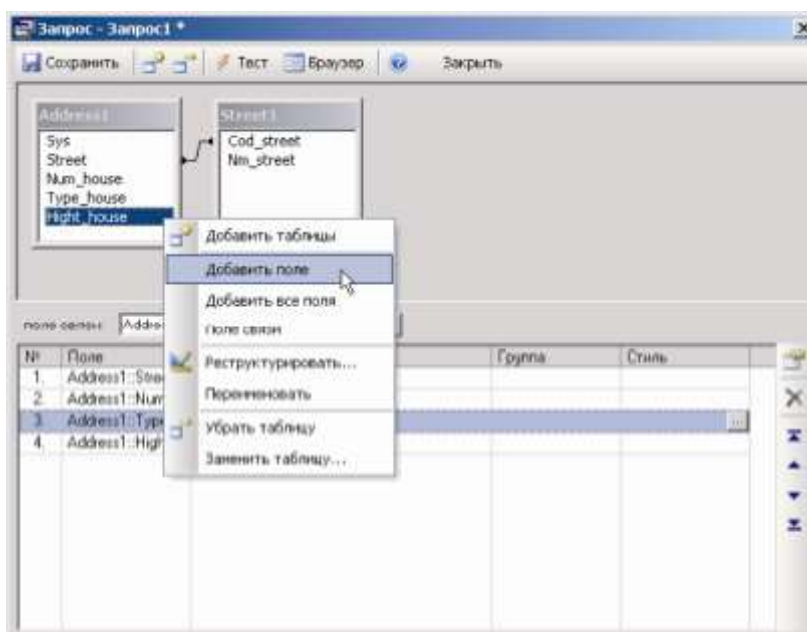 Запрос - Запрос1 *
Сохранить Тест Браузер Закрыть
Address1 Street1
Sys Cod_street
Street Nm_street
Num_house
Type_house
Hight_house
Добавить таблицы
Добавить поле
Добавить все поля
поле связи: Addre
Поле связи
№ Поле Группа Стиль
Реструктурировать...
1. Address1::Stre
Переименовать
2. Address1::Num
3. Address1::Type ...
Убрать таблицу
4. Address1::High
Заменить таблицу...